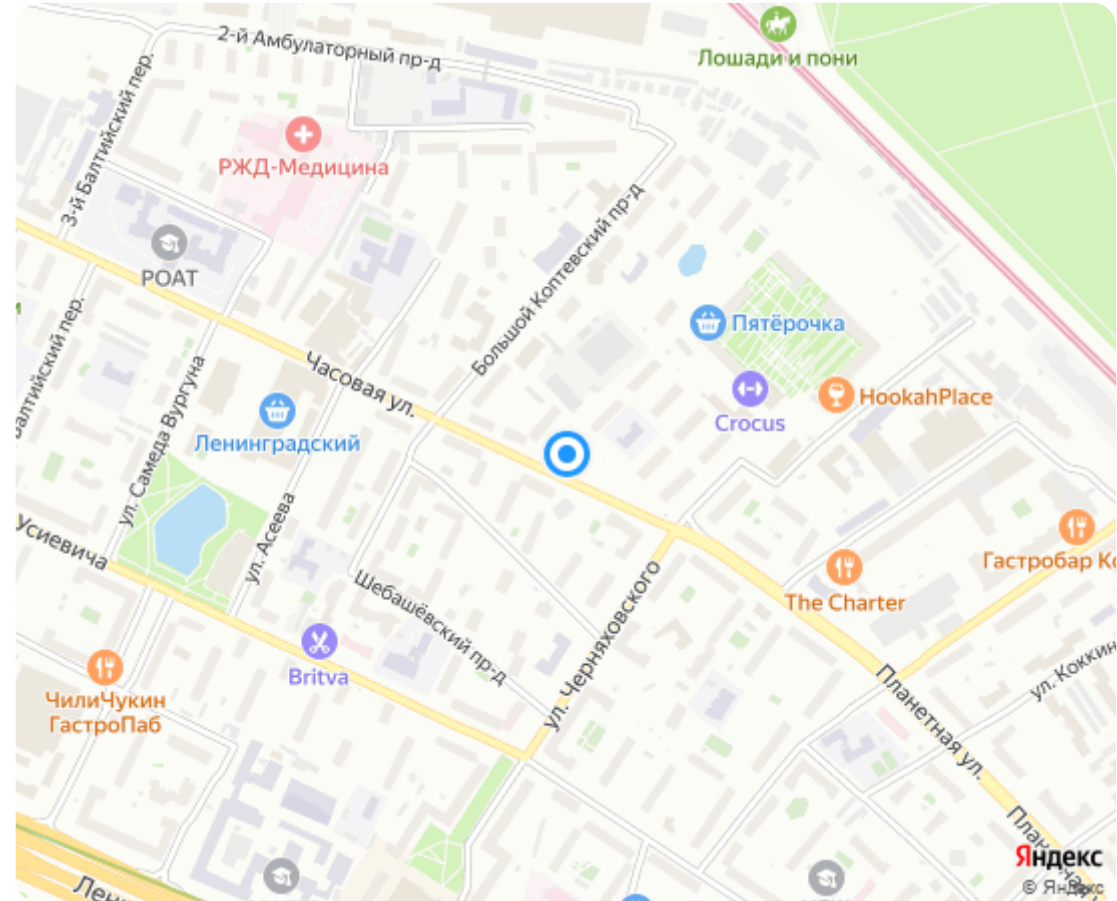 2-й Амбулаторный пр-д
Лошади и пони
3-й Балтийский пер.
РЖД-Медицина
РОАТ
Большой Коптевский пр-д
Пятёрочка
HookahPlace
Crocus
Часовая ул.
Балтийский пер.
ул. Самеда Вургуна
Ленинградский
ул. Асеева
Усиевича
Шебашёвский пр-д
ул. Черняховского
The Charter
Гастробар Ко
Britva
ЧилиЧукин
ГастроПаб
Планетная ул.
ул. Коккин
Яндекс
© Яндекс